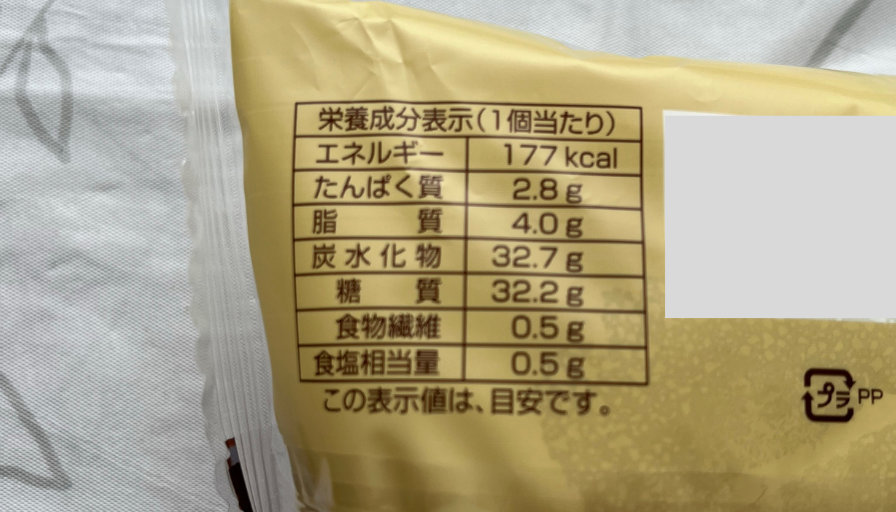 栄養成分表示(1個当たり)
エネルギー 177 kcal
たんぱく質 2.8 g
脂質 4.0 g
炭水化物 32.7 g
糖質 32.2 g
食物繊維 0.5 g
食塩相当量 0.5 g
この表示値は、目安です。
プラ PP